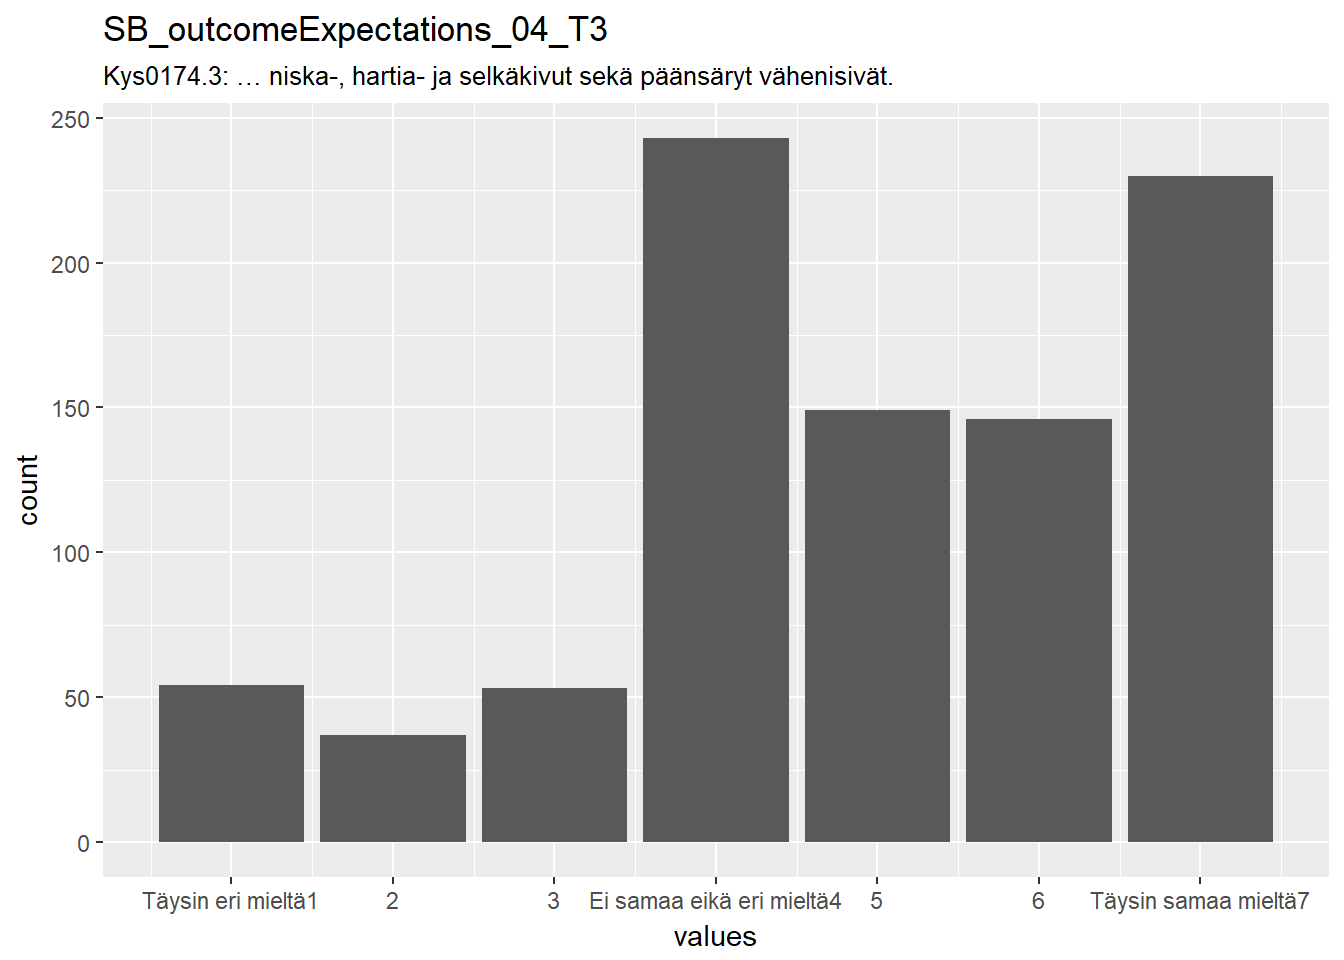 SB_outcomeExpectations_04_T3
Kys0174.3: … niska-, hartia- ja selkäkivut sekä päänsäryt vähenisivät.
250
200
150
100
50
0
count
Täysin eri mieltä1 2 3 Ei samaa eikä eri mieltä4 5 6 Täysin samaa mieltä7
values